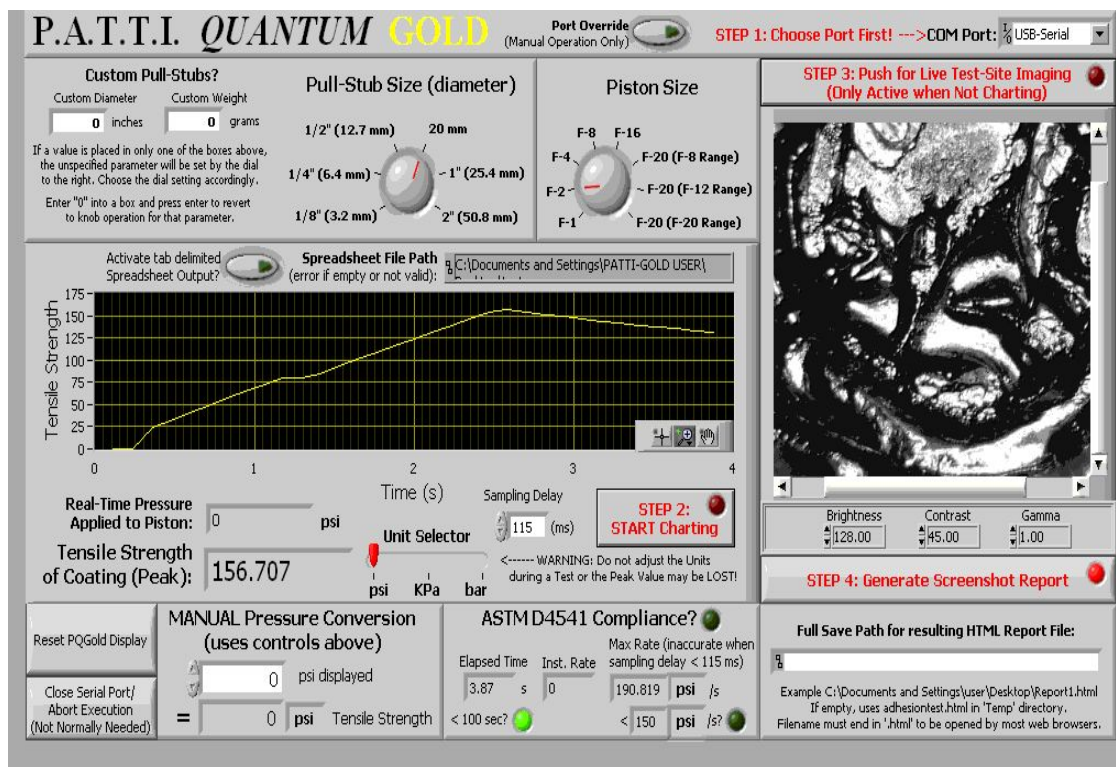 P.A.T.T.I. QUANTUM GOLD
Port Override
(Manual Operation Only)
STEP 1: Choose Port First! --->COM Port: USB-Serial
Custom Pull-Stubs?
Custom Diameter Custom Weight
0 inches 0 grams
If a value is placed in only one of the boxes above,
the unspecified parameter will be set by the dial
to the right. Choose the dial setting accordingly.
Enter "0" into a box and press enter to revert
to knob operation for that parameter.
Pull-Stub Size (diameter)
1/2" (12.7 mm) 20 mm
1/4" (6.4 mm) 1" (25.4 mm)
1/8" (3.2 mm) 2" (50.8 mm)
Piston Size
F-8 F-16
F-4 F-20 (F-8 Range)
F-2 F-20 (F-12 Range)
F-1 F-20 (F-20 Range)
STEP 3: Push for Live Test-Site Imaging
(Only Active when Not Charting)
Activate tab delimited
Spreadsheet Output?
Spreadsheet File Path
(error if empty or not valid):
C:\Documents and Settings\PATTI-GOLD USER\
Tensile Strength
175
150
125
100
75
50
25
0
0 1 2 3 4
Time (s)
Real-Time Pressure
Applied to Piston: 0 psi
Tensile Strength
of Coating (Peak): 156.707
Unit Selector
psi KPa bar
Sampling Delay
115 (ms)
STEP 2:
START Charting
<------ WARNING: Do not adjust the Units
during a Test or the Peak Value may be LOST!
Brightness Contrast Gamma
128.00 45.00 1.00
STEP 4: Generate Screenshot Report
Reset PQGold Display
Close Serial Port/
Abort Execution
(Not Normally Needed)
MANUAL Pressure Conversion
(uses controls above)
0 psi displayed
= 0 psi Tensile Strength
ASTM D4541 Compliance?
Elapsed Time Inst. Rate
Max Rate (inaccurate when
sampling delay < 115 ms)
3.87 s 0 190.819 psi /s
< 100 sec? < 150 psi /s?
Full Save Path for resulting HTML Report File:
Example C:\Documents and Settings\user\Desktop\Report1.html
If empty, uses adhesiontest.html in 'Temp' directory.
Filename must end in '.html' to be opened by most web browsers.